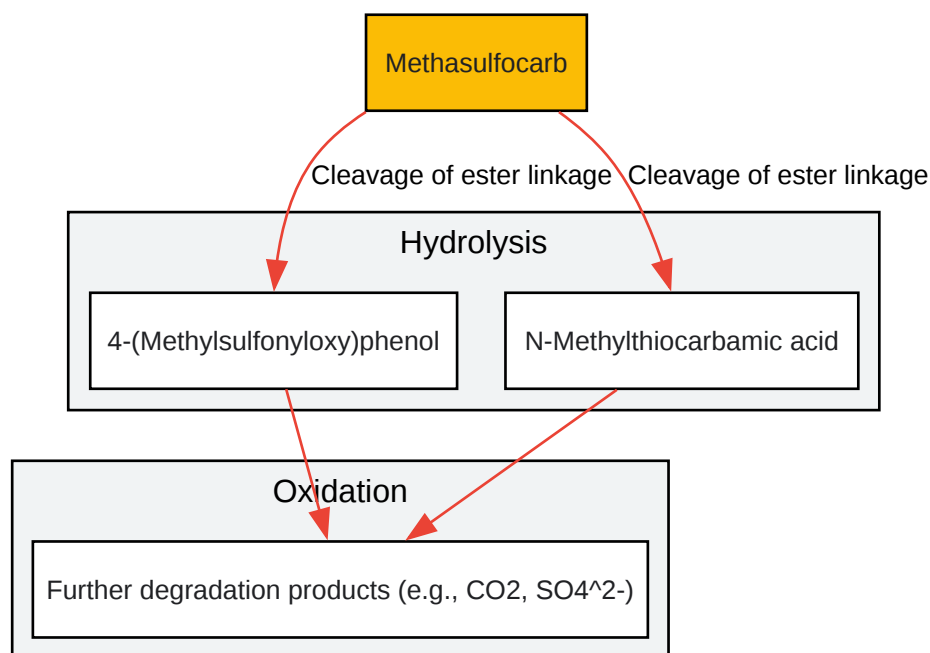 Methasulfocarb
Cleavage of ester linkage
Cleavage of ester linkage
Hydrolysis
4-(Methylsulfonyloxy)phenol
N-Methylthiocarbamic acid
Oxidation
Further degradation products (e.g., CO2, SO4^2-)